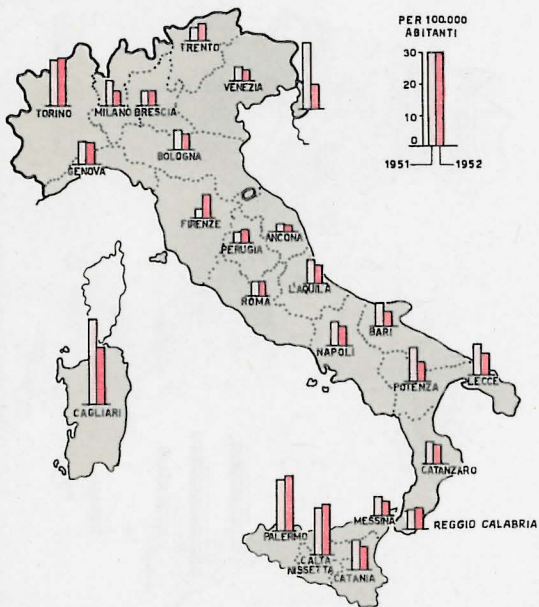 PER 100.000
ABITANTI
30
20
10
0
1951
1952
TRENTO
VENEZIA
TORINO
MILANO
BRESCIA
BOLOGNA
GENOVA
FIRENZE
ANCONA
PERUGIA
L'AQUILA
ROMA
BARI
NAPOLI
POTENZA
LECCE
CAGLIARI
CATANZARO
MESSINA
REGGIO CALABRIA
PALERMO
CALTA
NISSETTA
CATANIA